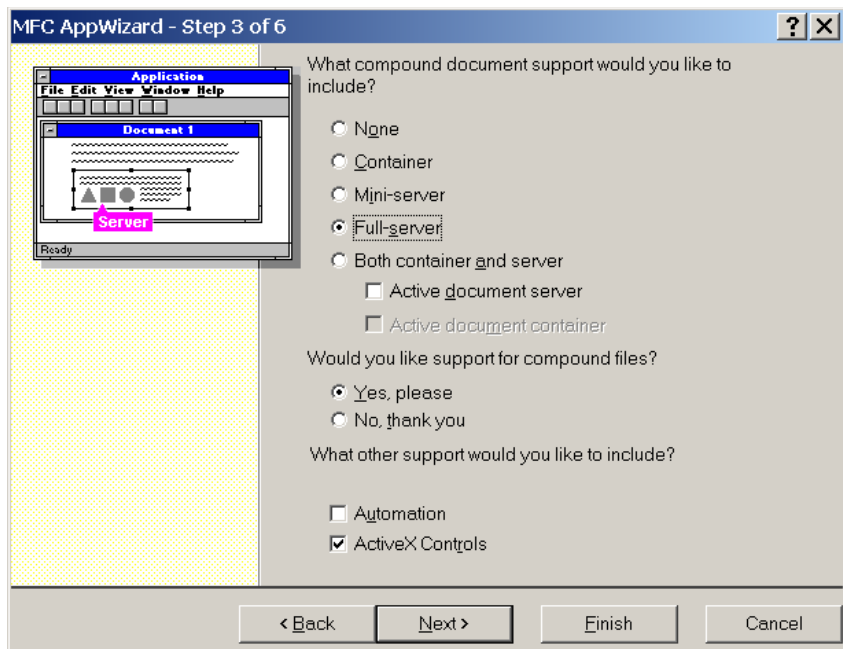 MFC AppWizard - Step 3 of 6
Application
File Edit View Window Help
Document 1
Server
Ready
What compound document support would you like to
include?
None
Container
Mini-server
Full-server
Both container and server
Active document server
Active document container
Would you like support for compound files?
Yes, please
No, thank you
What other support would you like to include?
Automation
ActiveX Controls
< Back Next > Finish Cancel